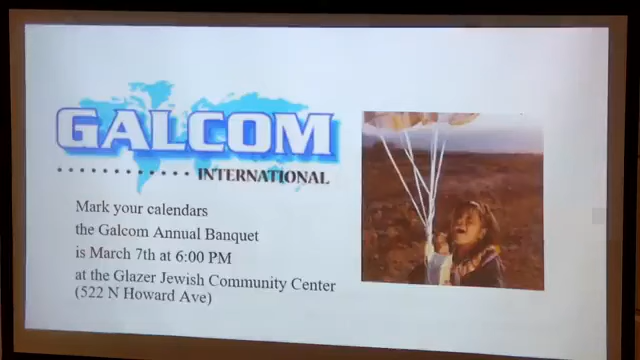 GALCOM
INTERNATIONAL
Mark your calendars
the Galcom Annual Banquet
is March 7th at 6:00 PM
at the Glazer Jewish Community Center
(522 N Howard Ave)